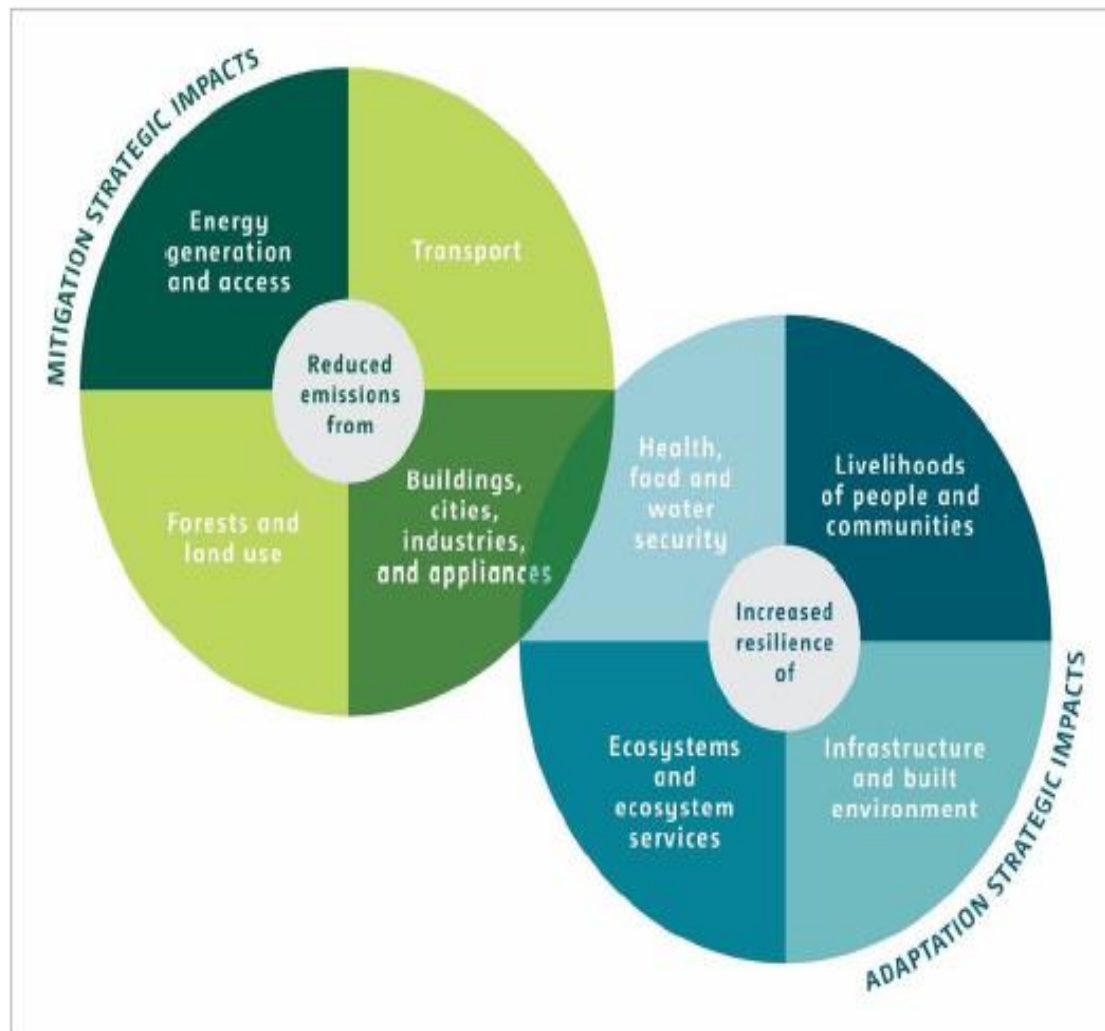 MITIGATION STRATEGIC IMPACTS
Energy
generation
and access
Transport
Reduced
emissions
from
Forests and
land use
Buildings,
cities,
industries,
and appliances
Health,
food and
water
security
Livelihoods
of people and
communities
Increased
resilience
of
Ecosystems
and
ecosystem
services
Infrastructure
and built
environment
ADAPTATION STRATEGIC IMPACTS